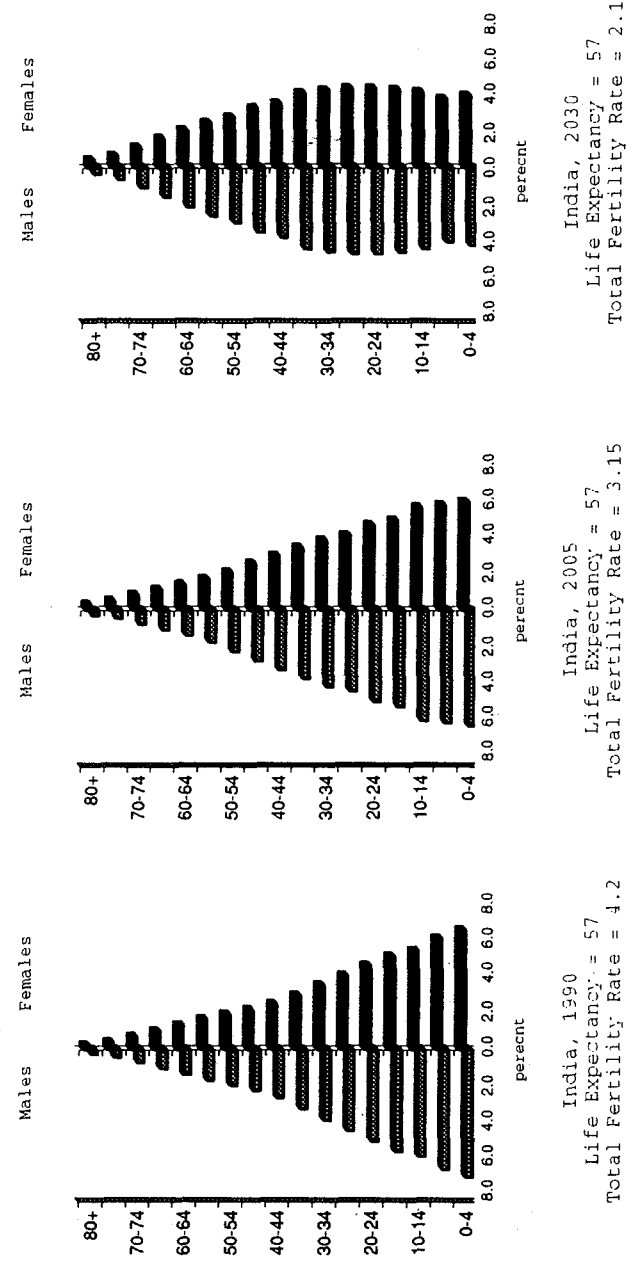 Males Females
80+
70-74
60-64
50-54
40-44
30-34
20-24
10-14
0-4
8.0 6.0 4.0 2.0 0.0 2.0 4.0 6.0 8.0
perecnt
India, 1990
Life Expectancy = 57
Total Fertility Rate = 4.2
Males Females
80+
70-74
60-64
50-54
40-44
30-34
20-24
10-14
0-4
8.0 6.0 4.0 2.0 0.0 2.0 4.0 6.0 8.0
perecnt
India, 2005
Life Expectancy = 57
Total Fertility Rate = 3.15
Males Females
80+
70-74
60-64
50-54
40-44
30-34
20-24
10-14
0-4
8.0 6.0 4.0 2.0 0.0 2.0 4.0 6.0 8.0
perecnt
India, 2030
Life Expectancy = 57
Total Fertility Rate = 2.1